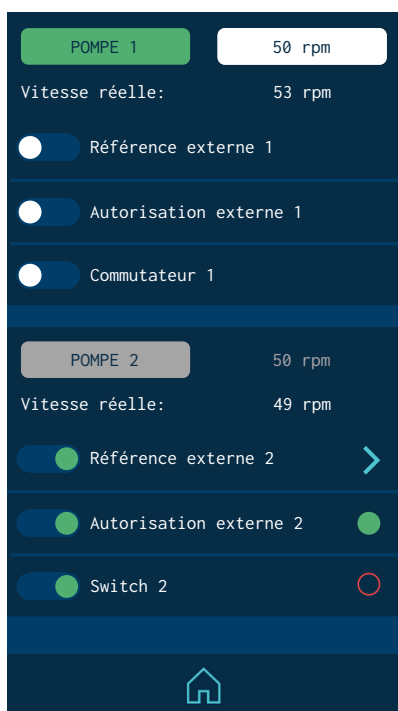 POMPE 1 50 rpm
Vitesse réelle: 53 rpm
Référence externe 1
Autorisation externe 1
Commutateur 1
POMPE 2 50 rpm
Vitesse réelle: 49 rpm
Référence externe 2
Autorisation externe 2
Switch 2